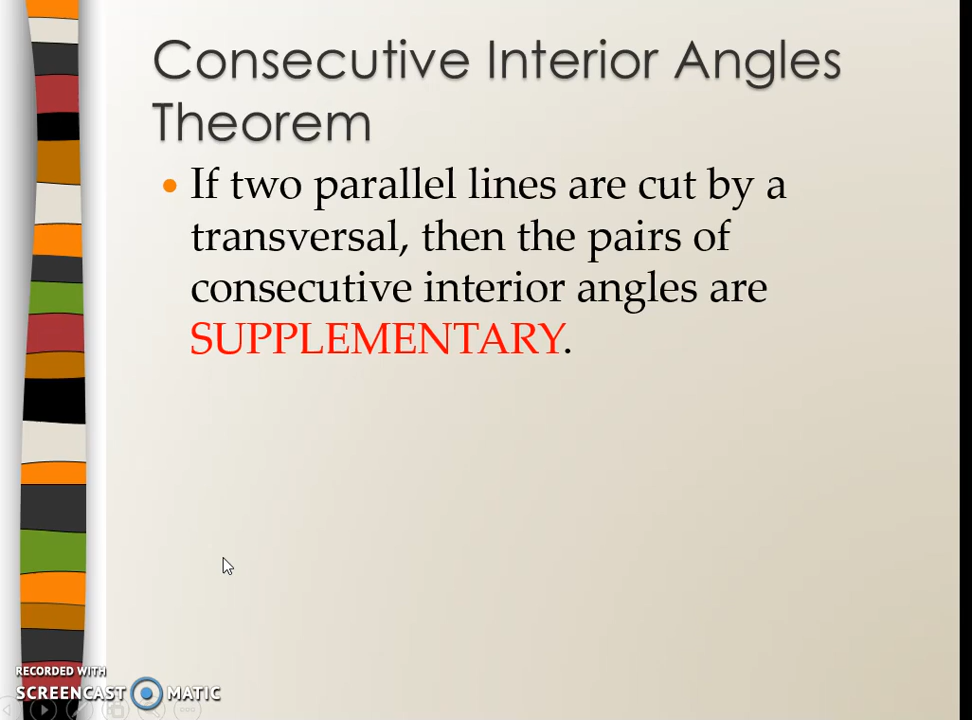 Consecutive Interior Angles
Theorem
• If two parallel lines are cut by a
transversal, then the pairs of
consecutive interior angles are
SUPPLEMENTARY.
RECORDED WITH
SCREENCAST MATIC